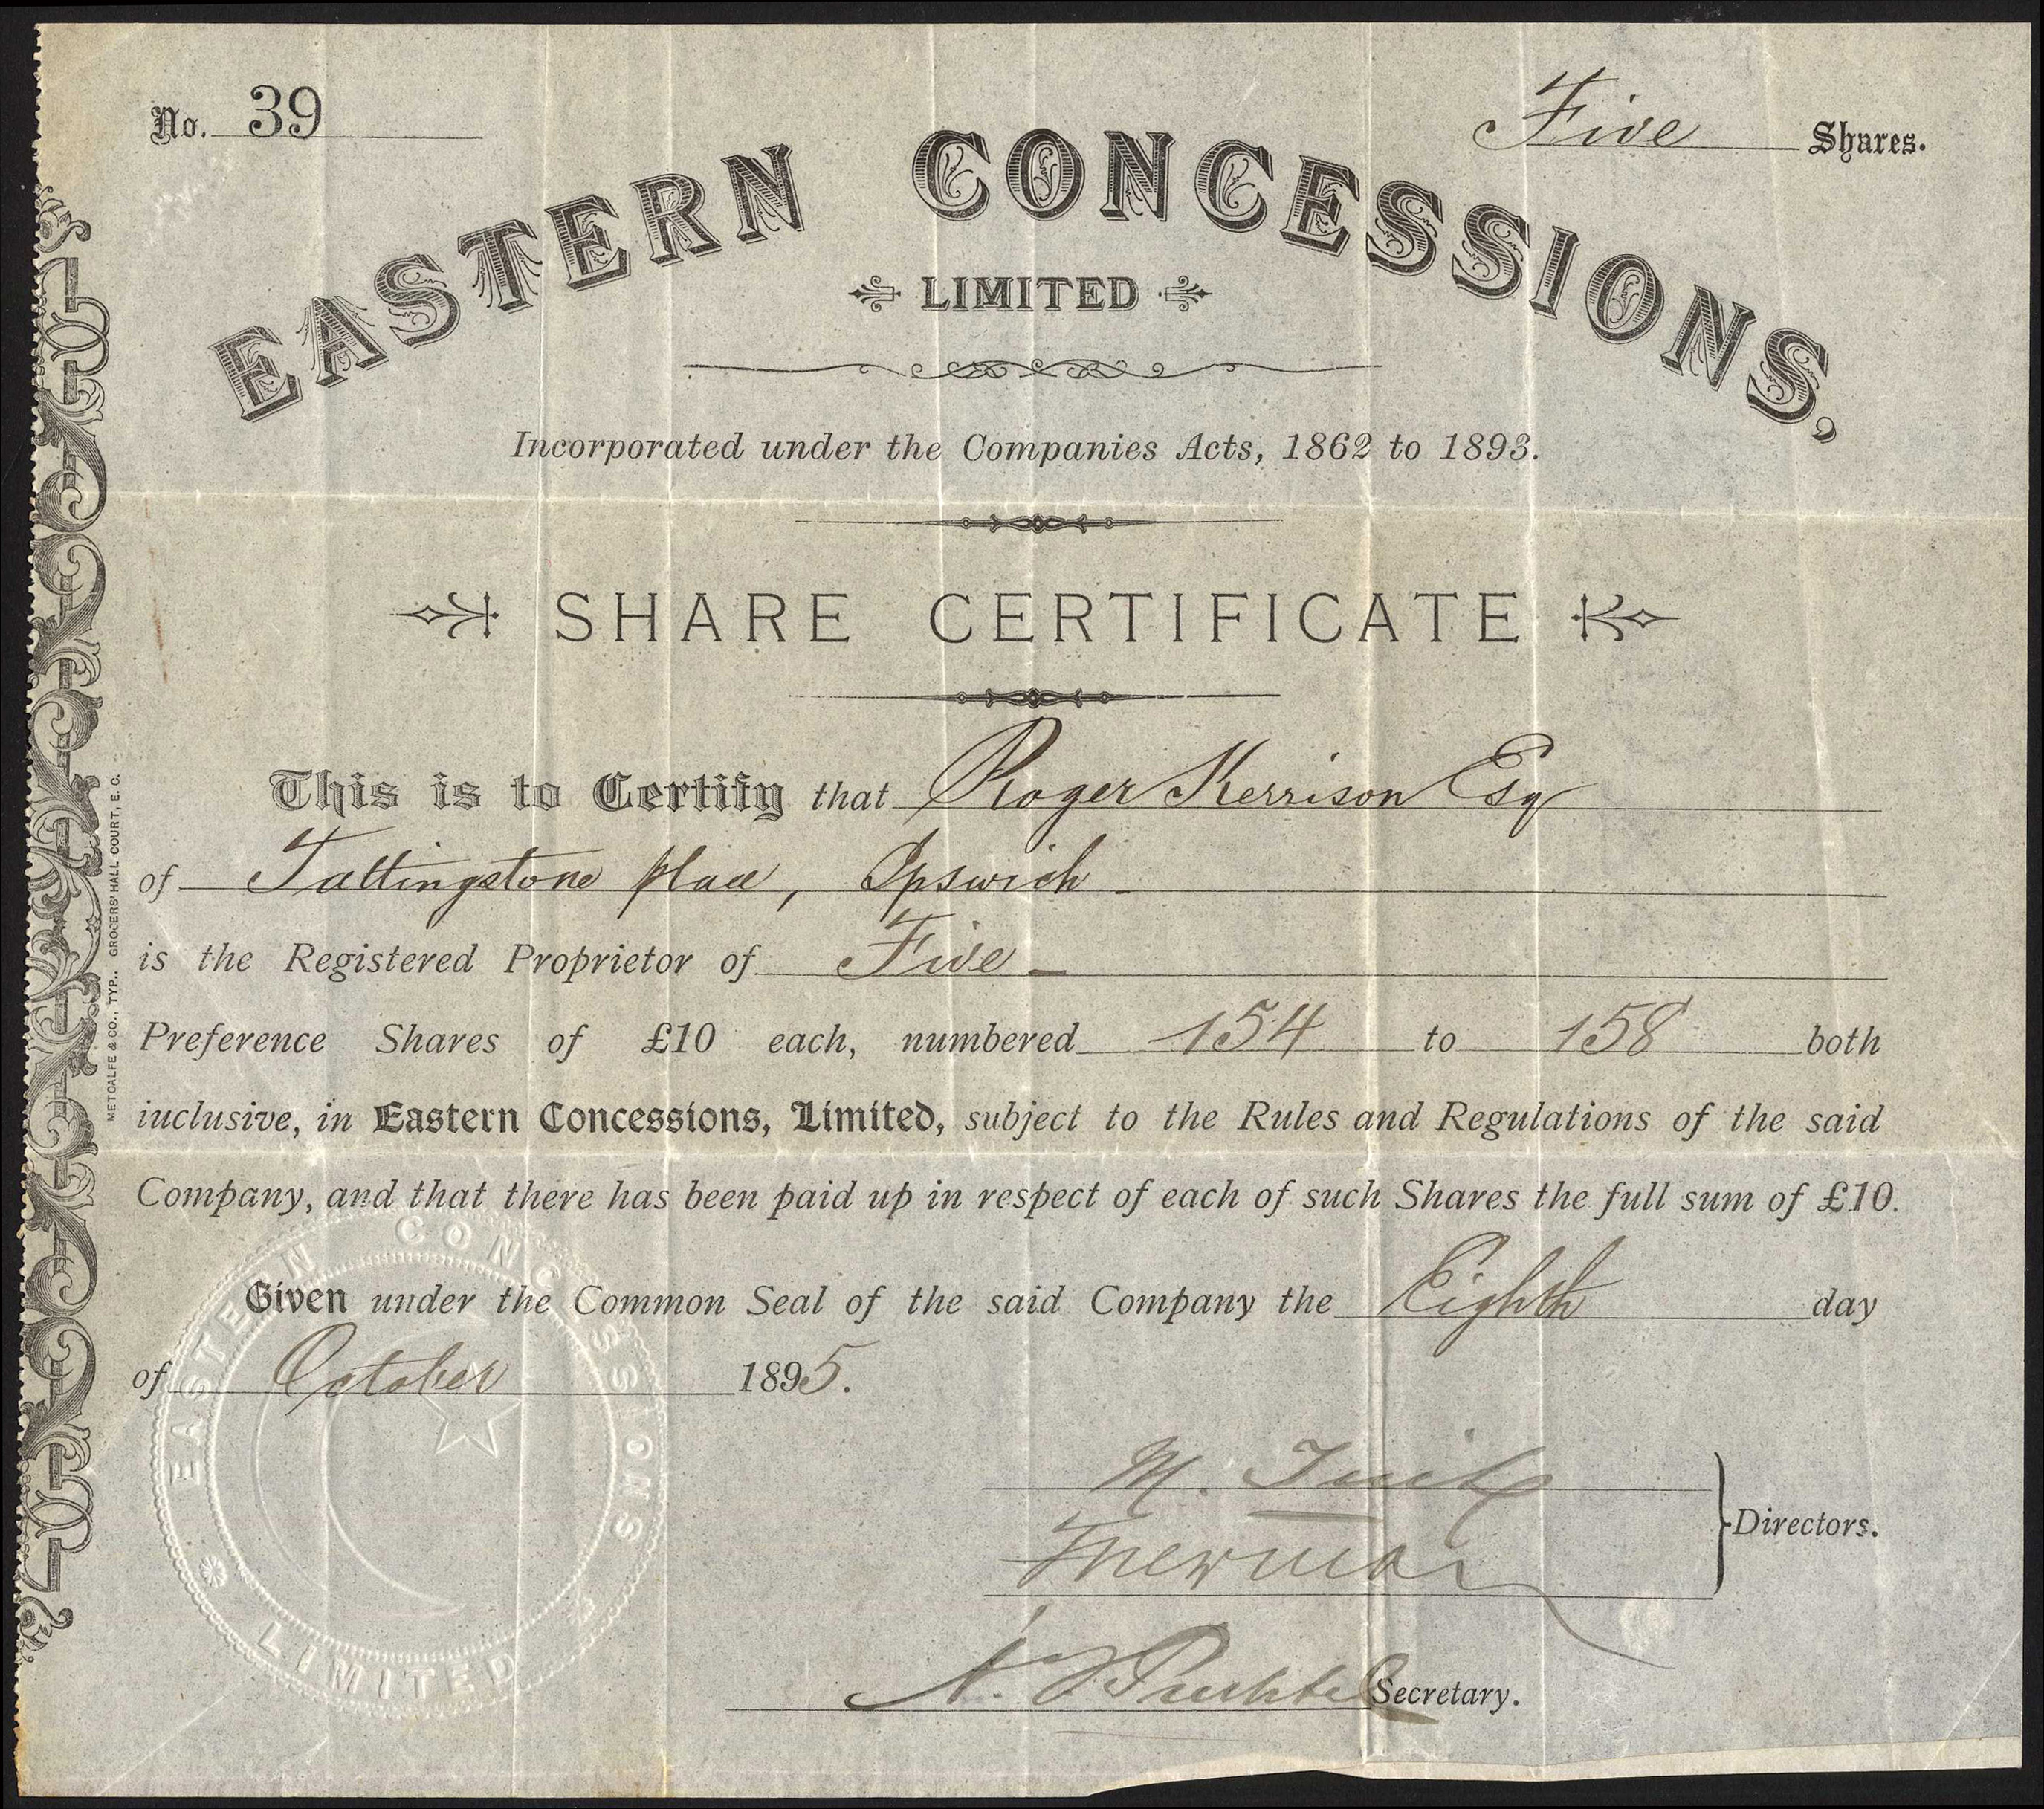 No. 39
Five Shares.
EASTERN CONCESSIONS,
LIMITED
Incorporated under the Companies Acts, 1862 to 1893.
SHARE CERTIFICATE
This is to Certify that Roger Kerrison Esq
of Tattingstone place, Ipswich
is the Registered Proprietor of Five
Preference Shares of £10 each, numbered 154 to 158 both
iuclusive, in Eastern Concessions, Limited, subject to the Rules and Regulations of the said
Company, and that there has been paid up in respect of each of such Shares the full sum of £10.
Given under the Common Seal of the said Company the Eighth day
of October 1895.
M.
Directors.
Secretary.
METCALFE & CO., TYP., GROCERS' HALL COURT, E. C.
EASTERN CONCESSIONS
LIMITED